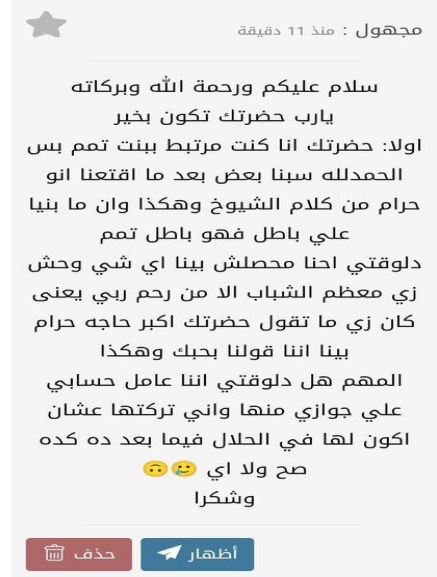 مجهول : منذ 11 دقيقة
سلام عليكم ورحمة الله وبركاته
يارب حضرتك تكون بخير
اولا: حضرتك انا كنت مرتبط ببنت تمم بس
الحمدلله سبنا بعض بعد ما اقتعنا انو
حرام من كلام الشيوخ وهكذا وان ما بنيا
علي باطل فهو باطل تمم
دلوقتي احنا محصلش بينا اي شي وحش
زي معظم الشباب الا من رحم ربي يعنى
كان زي ما تقول حضرتك اكبر حاجه حرام
بينا اننا قولنا بحبك وهكذا
المهم هل دلوقتي اننا عامل حسابي
علي جوازي منها واني تركتها عشان
اكون لها في الحلال فيما بعد ده كده
صح ولا اي 🥲🙃
وشكرا
أظهار
حذف